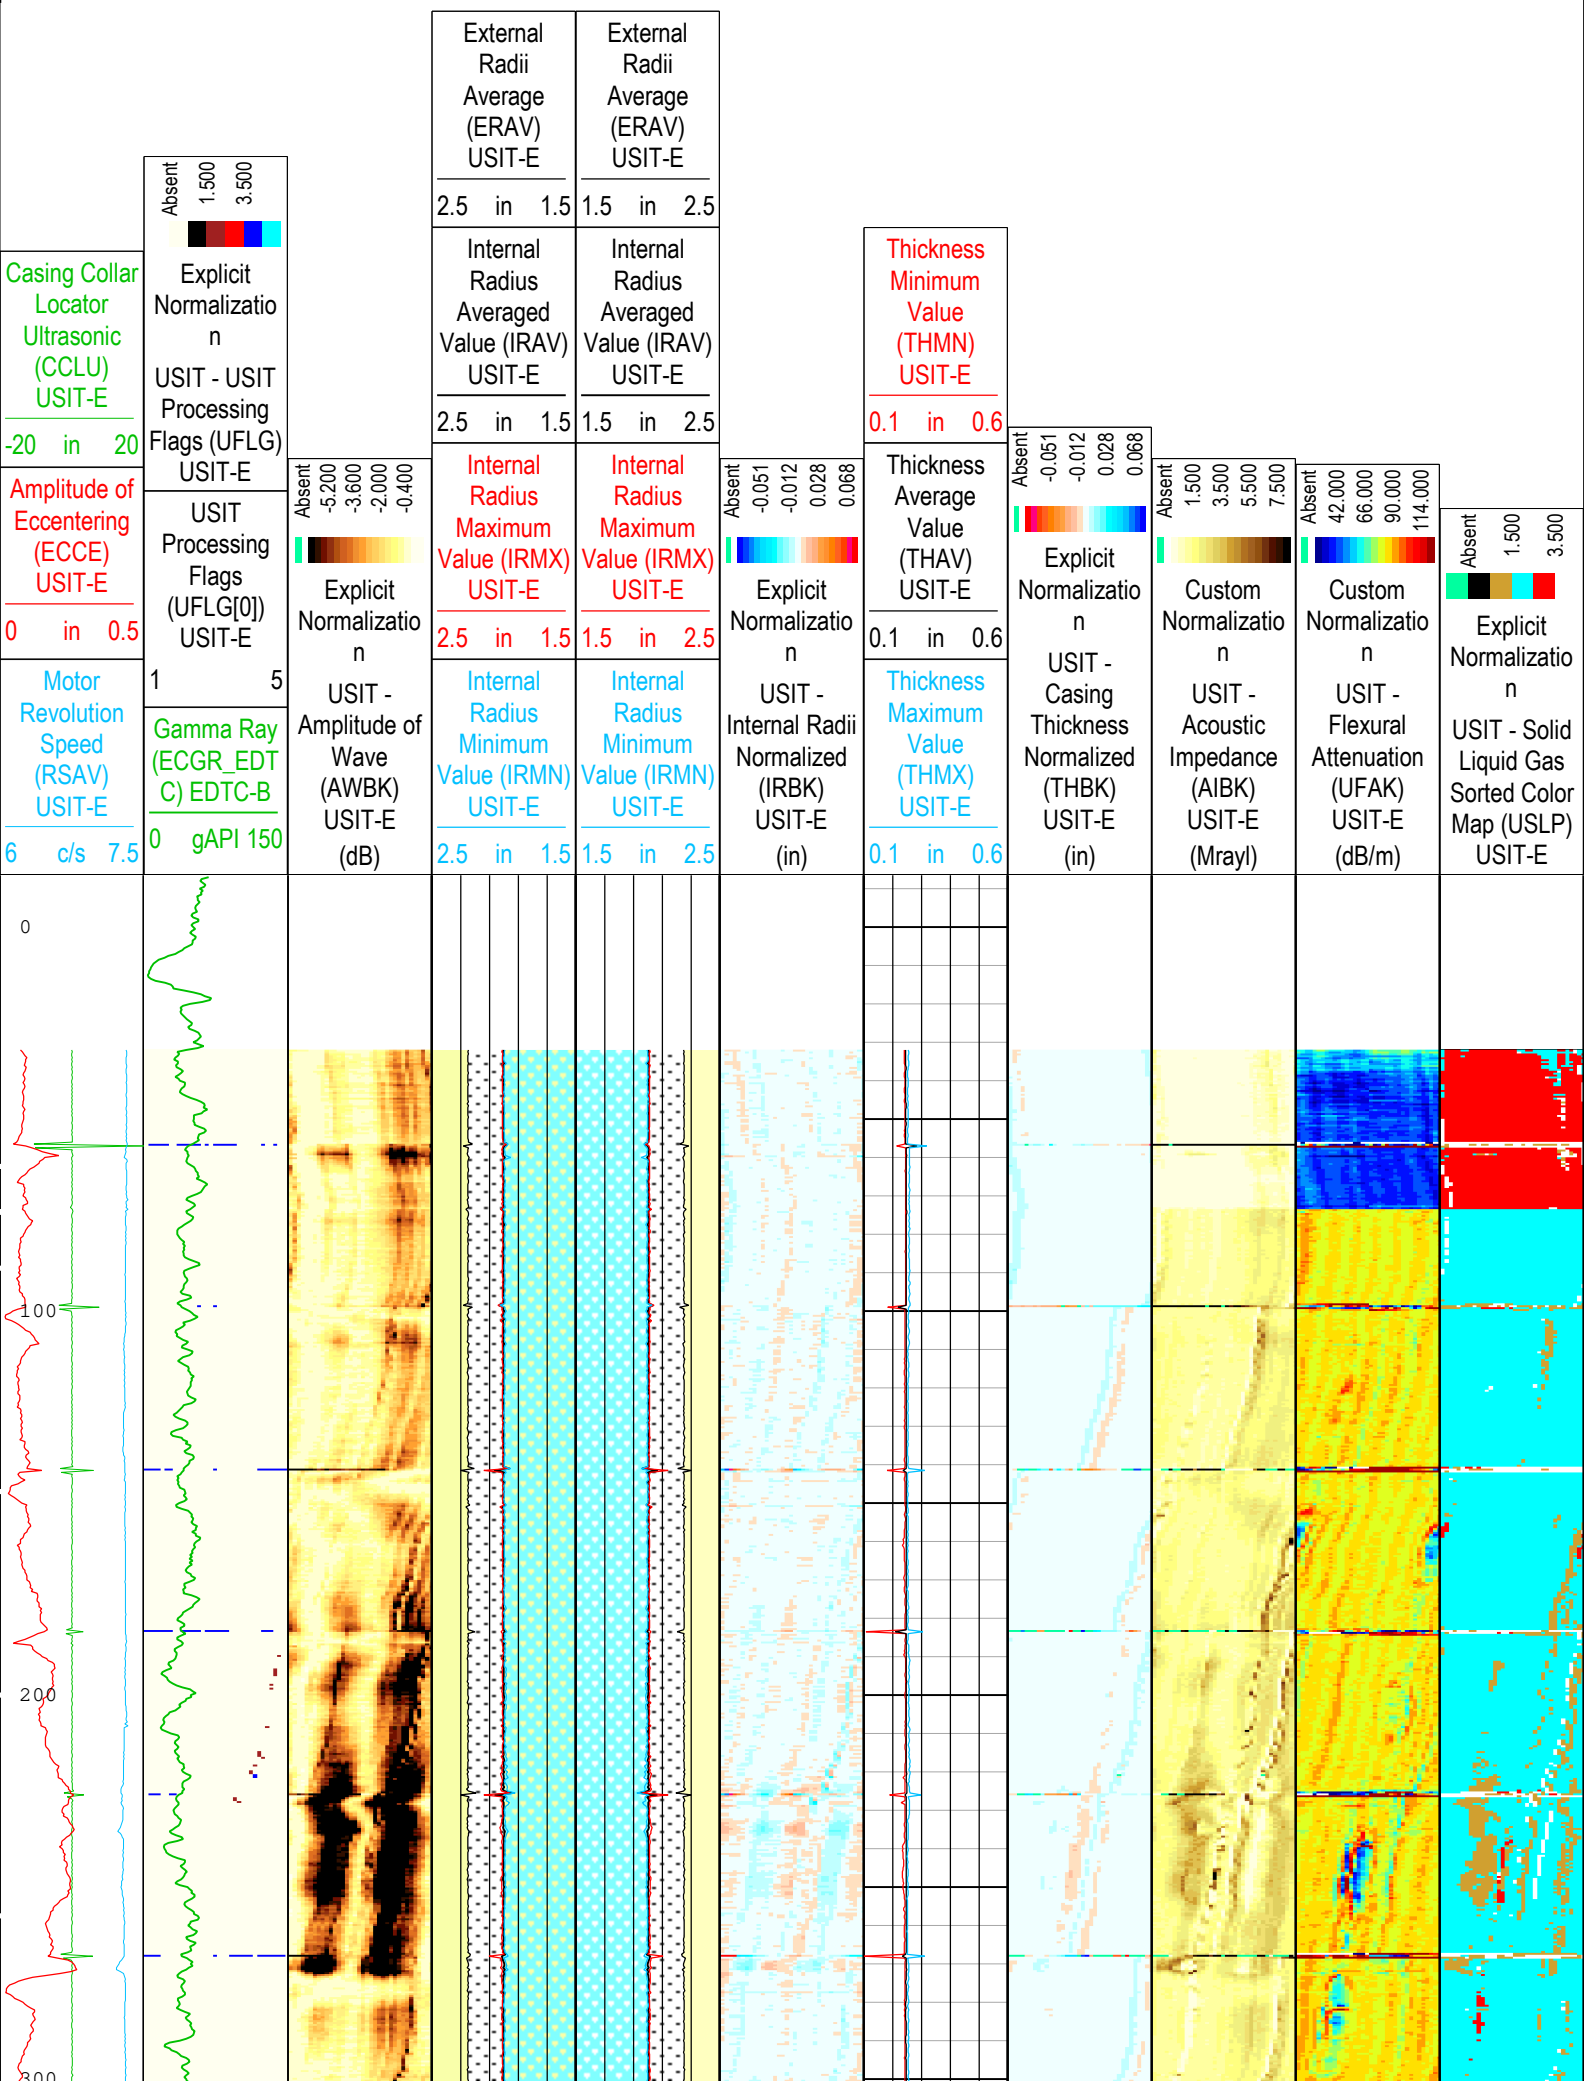 Casing Collar
Locator
Ultrasonic
(CCLU)
USIT-E
-20 in 20
Amplitude of
Eccentering
(ECCE)
USIT-E
0 in 0.5
Motor
Revolution
Speed
(RSAV)
USIT-E
6 c/s 7.5
Absent
1.500
3.500
Explicit
Normalizatio
n
USIT - USIT
Processing
Flags (UFLG)
USIT-E
USIT
Processing
Flags
(UFLG[0])
USIT-E
1 5
Gamma Ray
(ECGR_EDT
C) EDTC-B
0 gAPI 150
Absent
-5.200
-3.600
-2.000
-0.400
Explicit
Normalizatio
n
USIT -
Amplitude of
Wave
(AWBK)
USIT-E
(dB)
External
Radii
Average
(ERAV)
USIT-E
2.5 in 1.5
Internal
Radius
Averaged
Value (IRAV)
USIT-E
2.5 in 1.5
Internal
Radius
Maximum
Value (IRMX)
USIT-E
2.5 in 1.5
Internal
Radius
Minimum
Value (IRMN)
USIT-E
2.5 in 1.5
External
Radii
Average
(ERAV)
USIT-E
1.5 in 2.5
Internal
Radius
Averaged
Value (IRAV)
USIT-E
1.5 in 2.5
Internal
Radius
Maximum
Value (IRMX)
USIT-E
1.5 in 2.5
Internal
Radius
Minimum
Value (IRMN)
USIT-E
1.5 in 2.5
Absent
-0.051
-0.012
0.028
0.068
Explicit
Normalizatio
n
USIT -
Internal Radii
Normalized
(IRBK)
USIT-E
(in)
Thickness
Minimum
Value
(THMN)
USIT-E
0.1 in 0.6
Thickness
Average
Value
(THAV)
USIT-E
0.1 in 0.6
Thickness
Maximum
Value
(THMX)
USIT-E
0.1 in 0.6
Absent
-0.051
-0.012
0.028
0.068
Explicit
Normalizatio
n
USIT -
Casing
Thickness
Normalized
(THBK)
USIT-E
(in)
Absent
1.500
3.500
5.500
7.500
Custom
Normalizatio
n
USIT -
Acoustic
Impedance
(AIBK)
USIT-E
(Mrayl)
Absent
42.000
66.000
90.000
114.000
Custom
Normalizatio
n
USIT -
Flexural
Attenuation
(UFAK)
USIT-E
(dB/m)
Absent
1.500
3.500
Explicit
Normalizatio
n
USIT - Solid
Liquid Gas
Sorted Color
Map (USLP)
USIT-E
0
100
200
300